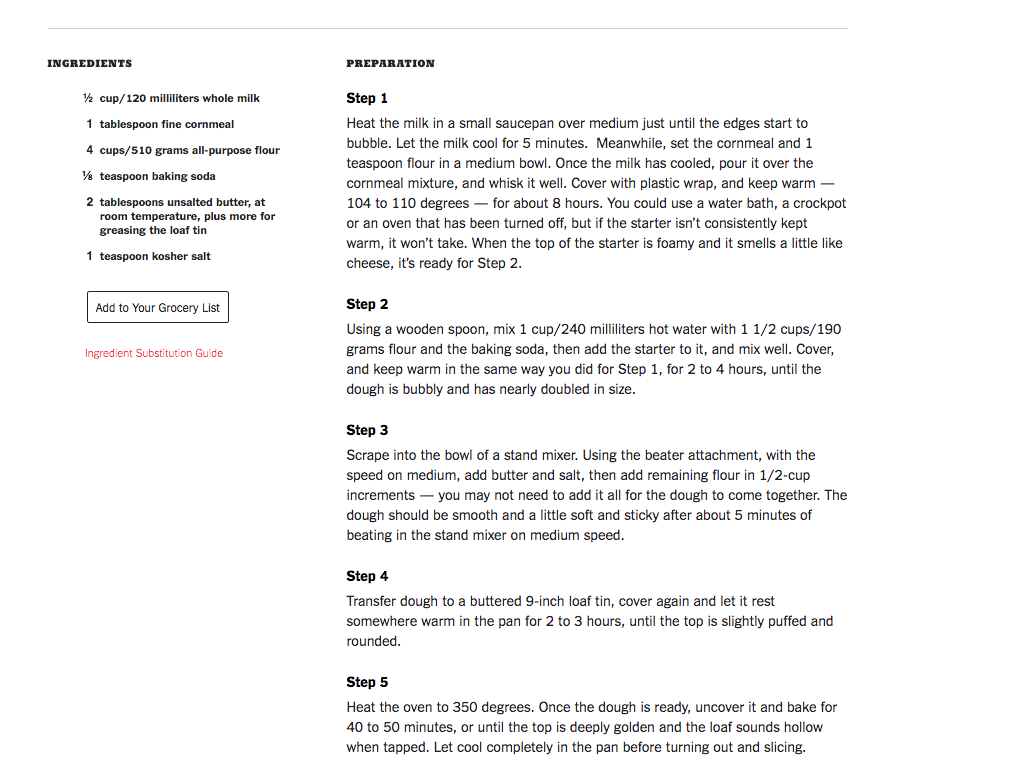 INGREDIENTS
½ cup/120 milliliters whole milk
1 tablespoon fine cornmeal
4 cups/510 grams all-purpose flour
⅛ teaspoon baking soda
2 tablespoons unsalted butter, at
room temperature, plus more for
greasing the loaf tin
1 teaspoon kosher salt
Add to Your Grocery List
Ingredient Substitution Guide
PREPARATION
Step 1
Heat the milk in a small saucepan over medium just until the edges start to
bubble. Let the milk cool for 5 minutes.  Meanwhile, set the cornmeal and 1
teaspoon flour in a medium bowl. Once the milk has cooled, pour it over the
cornmeal mixture, and whisk it well. Cover with plastic wrap, and keep warm —
104 to 110 degrees — for about 8 hours. You could use a water bath, a crockpot
or an oven that has been turned off, but if the starter isn't consistently kept
warm, it won't take. When the top of the starter is foamy and it smells a little like
cheese, it's ready for Step 2.
Step 2
Using a wooden spoon, mix 1 cup/240 milliliters hot water with 1 1/2 cups/190
grams flour and the baking soda, then add the starter to it, and mix well. Cover,
and keep warm in the same way you did for Step 1, for 2 to 4 hours, until the
dough is bubbly and has nearly doubled in size.
Step 3
Scrape into the bowl of a stand mixer. Using the beater attachment, with the
speed on medium, add butter and salt, then add remaining flour in 1/2-cup
increments — you may not need to add it all for the dough to come together. The
dough should be smooth and a little soft and sticky after about 5 minutes of
beating in the stand mixer on medium speed.
Step 4
Transfer dough to a buttered 9-inch loaf tin, cover again and let it rest
somewhere warm in the pan for 2 to 3 hours, until the top is slightly puffed and
rounded.
Step 5
Heat the oven to 350 degrees. Once the dough is ready, uncover it and bake for
40 to 50 minutes, or until the top is deeply golden and the loaf sounds hollow
when tapped. Let cool completely in the pan before turning out and slicing.